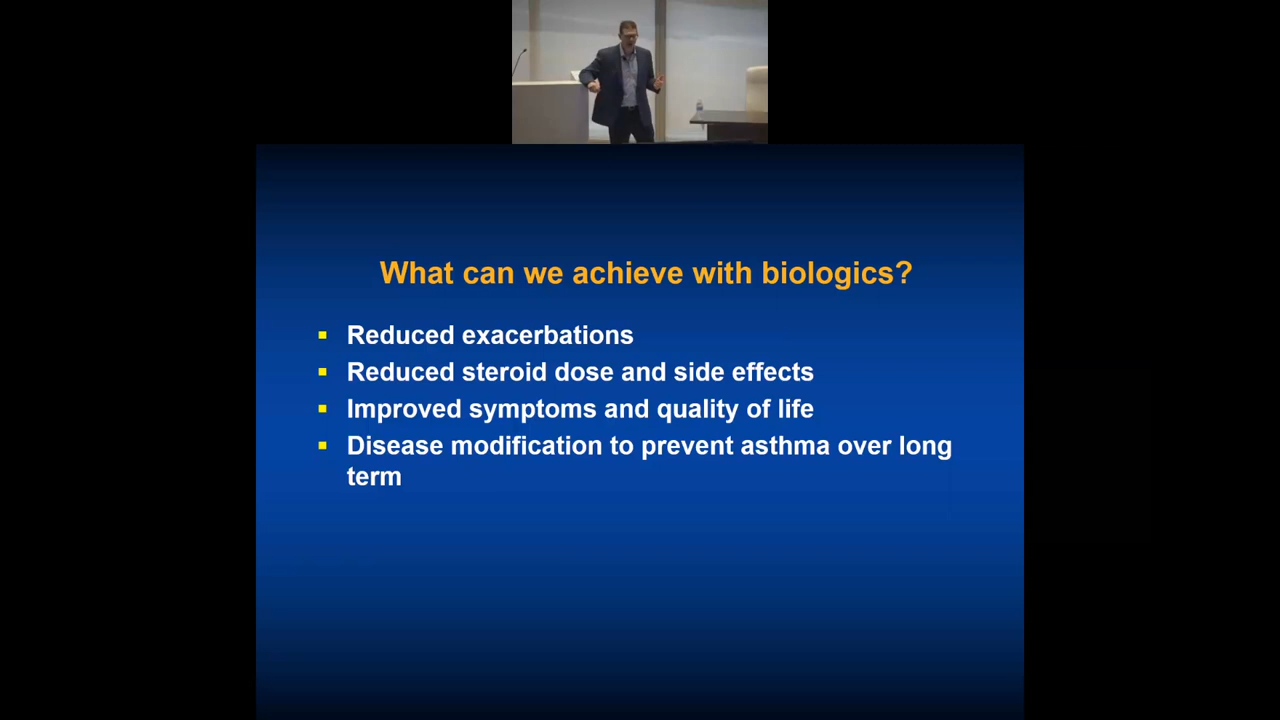 What can we achieve with biologics?
▪ Reduced exacerbations
▪ Reduced steroid dose and side effects
▪ Improved symptoms and quality of life
▪ Disease modification to prevent asthma over long
term